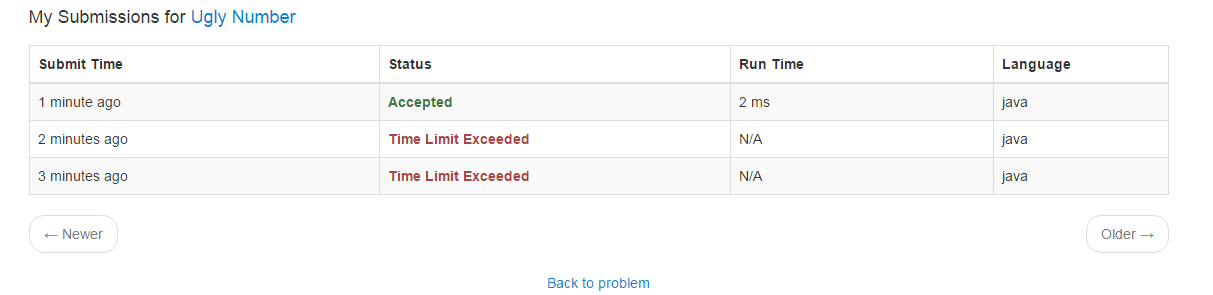 My Submissions for Ugly Number
Submit Time Status Run Time Language
1 minute ago Accepted 2 ms java
2 minutes ago Time Limit Exceeded N/A java
3 minutes ago Time Limit Exceeded N/A java
← Newer Older →
Back to problem